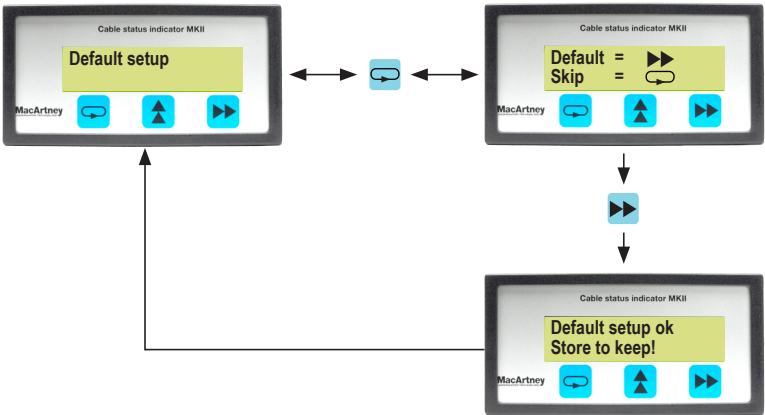 Cable status indicator MKII
Default setup
MacArtney
Cable status indicator MKII
Default =
Skip =
MacArtney
Cable status indicator MKII
Default setup ok
Store to keep!
MacArtney